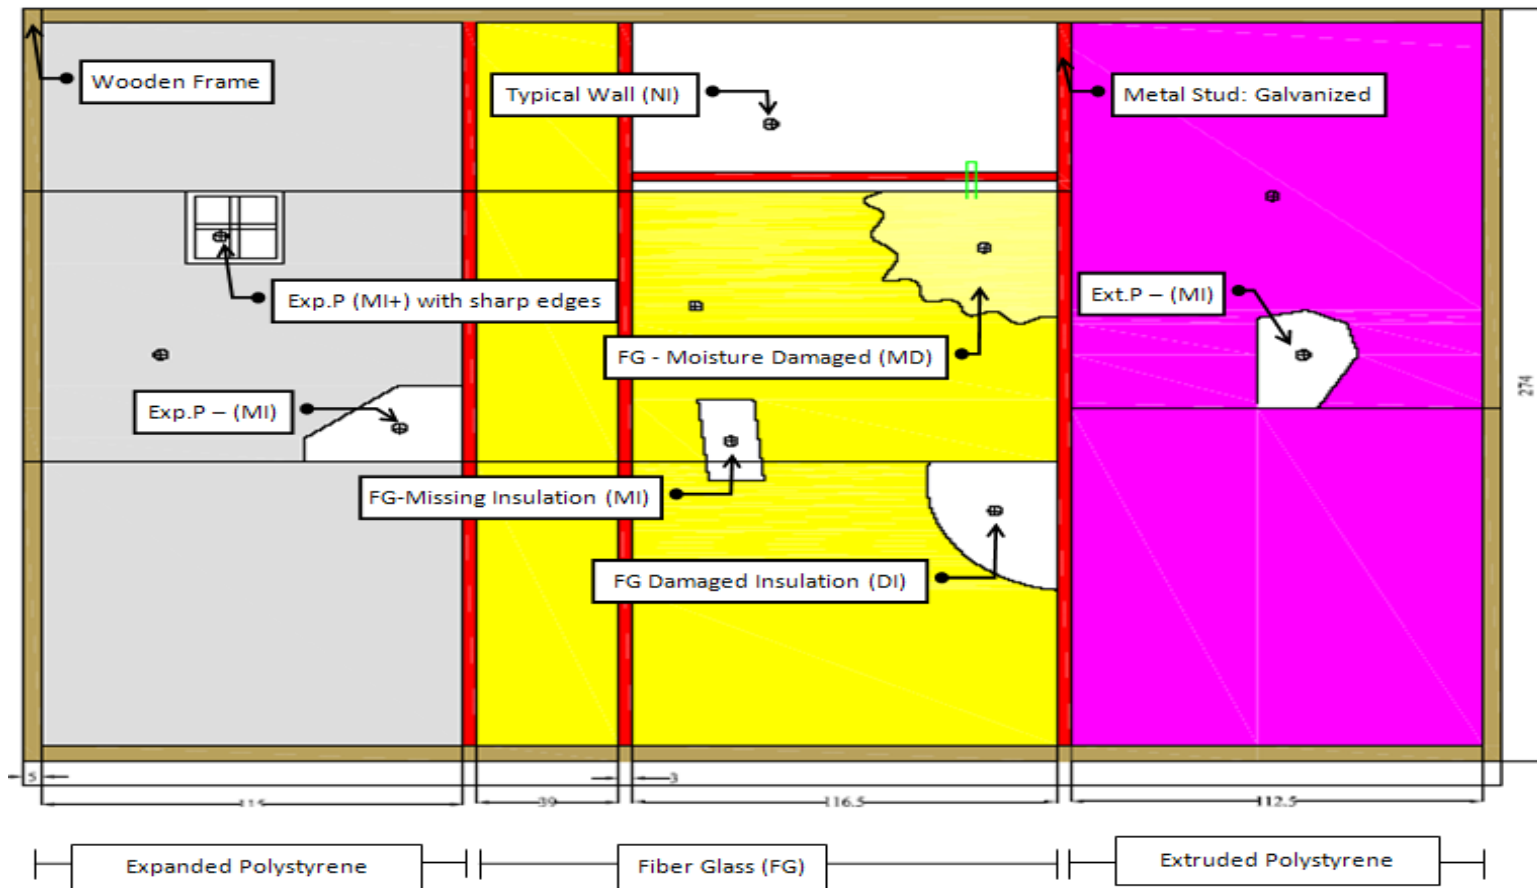 Wooden Frame
Typical Wall (NI)
Metal Stud: Galvanized
Exp.P (MI+) with sharp edges
Ext.P – (MI)
FG - Moisture Damaged (MD)
Exp.P – (MI)
FG-Missing Insulation (MI)
FG Damaged Insulation (DI)
274
5
3
39
116.5
112.5
Expanded Polystyrene
Fiber Glass (FG)
Extruded Polystyrene